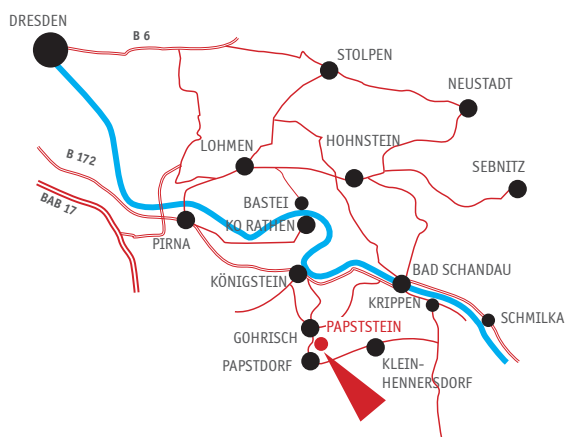 DRESDEN
B 6
STOLPEN
NEUSTADT
B 172
LOHMEN
HOHNSTEIN
SEBNITZ
BAB 17
BASTEI
KO RATHEN
PIRNA
KÖNIGSTEIN
BAD SCHANDAU
KRIPPEN
SCHMILKA
PAPSTSTEIN
GOHRISCH
PAPSTDORF
KLEIN-
HENNERSDORF